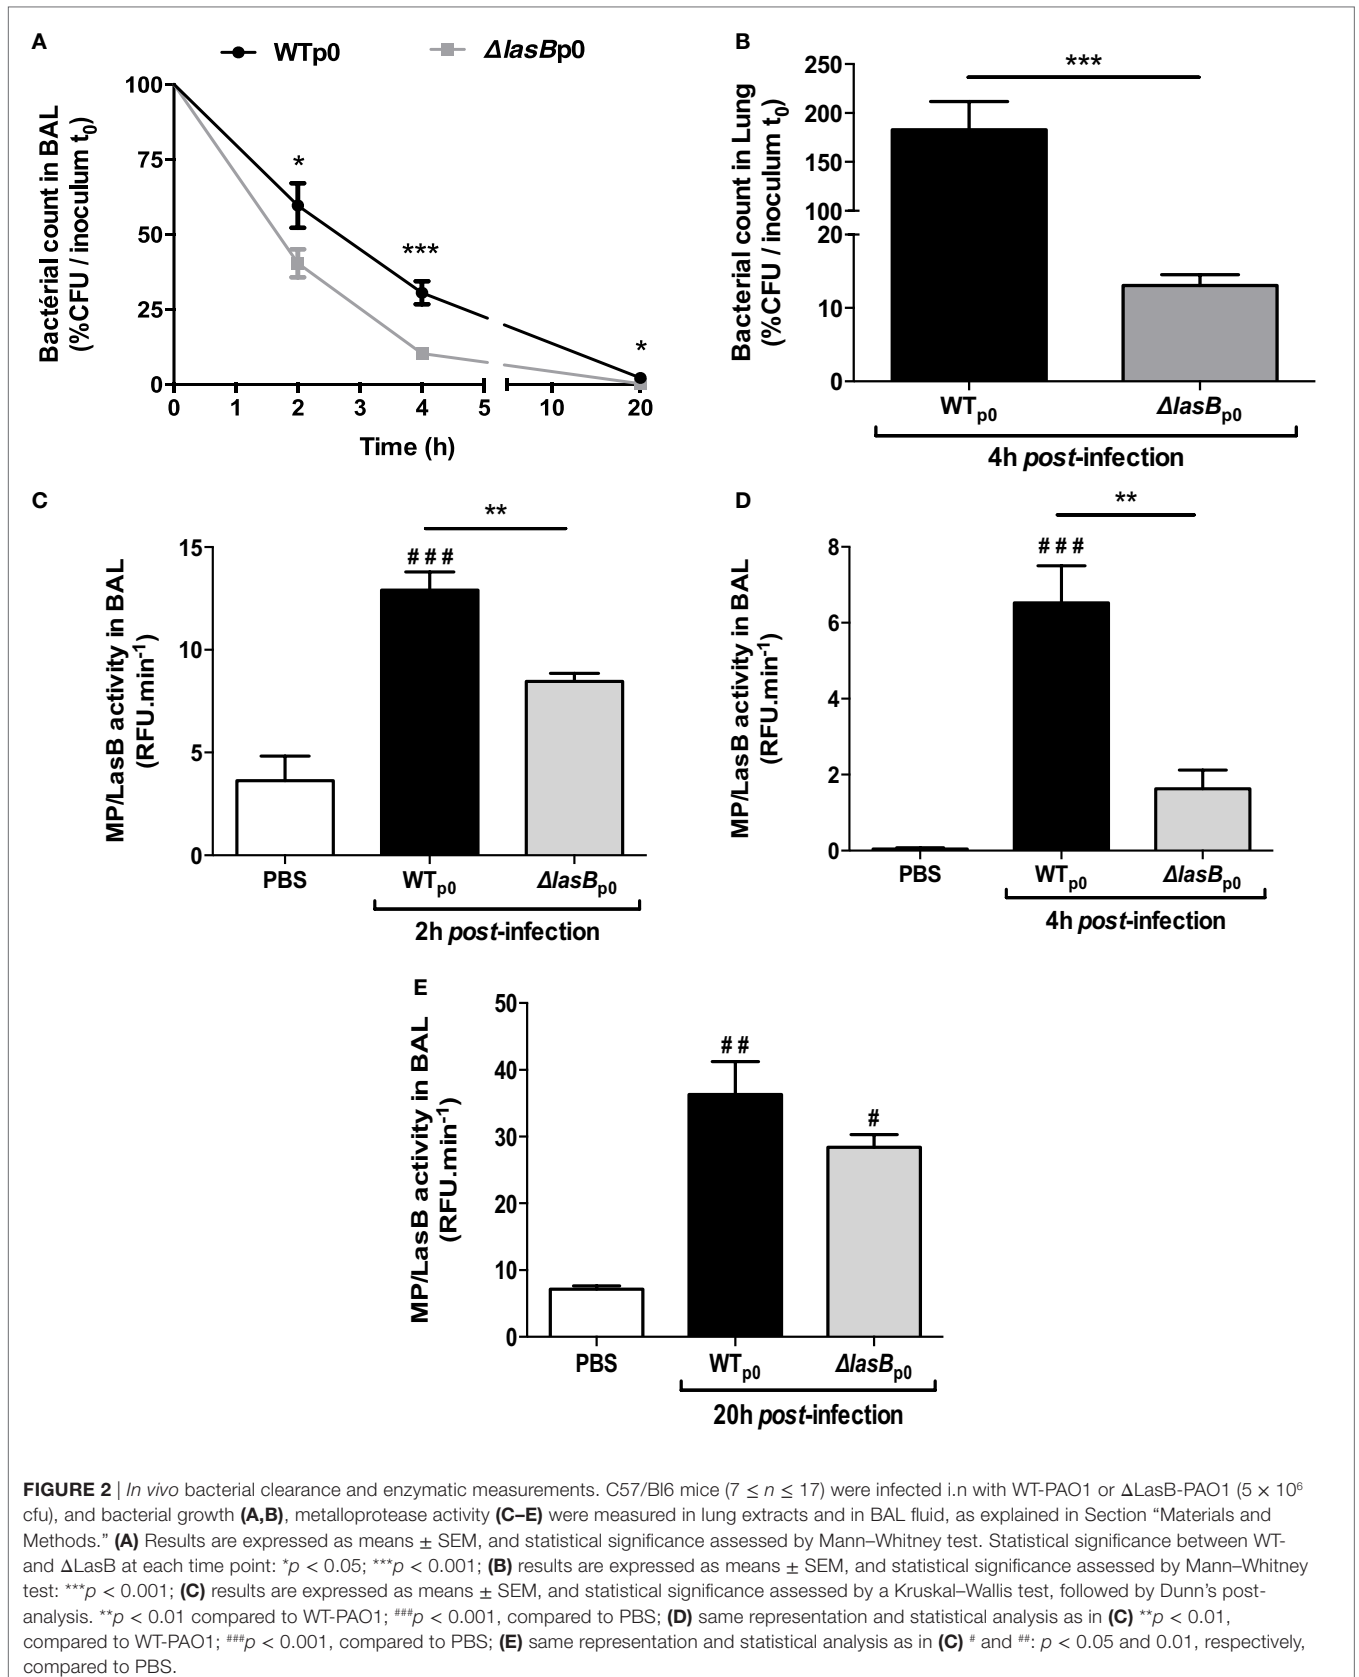 A
WTp0
ΔlasBp0
Bactérial count in BAL
(%CFU / inoculum t0)
100
75
50
25
0
*
***
*
0 1 2 3 4 5 10 20
Time (h)
B
Bacterial count in Lung
(%CFU / inoculum t0)
250
200
150
100
20
10
0
***
WTp0 ΔlasBp0
4h post-infection
C
MP/LasB activity in BAL
(RFU.min-1)
15
10
5
0
**
###
PBS WTp0 ΔlasBp0
2h post-infection
D
MP/LasB activity in BAL
(RFU.min-1)
8
6
4
2
0
**
###
PBS WTp0 ΔlasBp0
4h post-infection
E
MP/LasB activity in BAL
(RFU.min-1)
50
40
30
20
10
0
##
#
PBS WTp0 ΔlasBp0
20h post-infection
FIGURE 2 | In vivo bacterial clearance and enzymatic measurements. C57/Bl6 mice (7 ≤ n ≤ 17) were infected i.n with WT-PAO1 or ΔLasB-PAO1 (5 × 10⁶
cfu), and bacterial growth (A,B), metalloprotease activity (C–E) were measured in lung extracts and in BAL fluid, as explained in Section “Materials and
Methods.” (A) Results are expressed as means ± SEM, and statistical significance assessed by Mann–Whitney test. Statistical significance between WT-
and ΔLasB at each time point: *p < 0.05; ***p < 0.001; (B) results are expressed as means ± SEM, and statistical significance assessed by Mann–Whitney
test: ***p < 0.001; (C) results are expressed as means ± SEM, and statistical significance assessed by a Kruskal–Wallis test, followed by Dunn’s post-
analysis. **p < 0.01 compared to WT-PAO1; ###p < 0.001, compared to PBS; (D) same representation and statistical analysis as in (C) **p < 0.01,
compared to WT-PAO1; ###p < 0.001, compared to PBS; (E) same representation and statistical analysis as in (C) # and ##: p < 0.05 and 0.01, respectively,
compared to PBS.